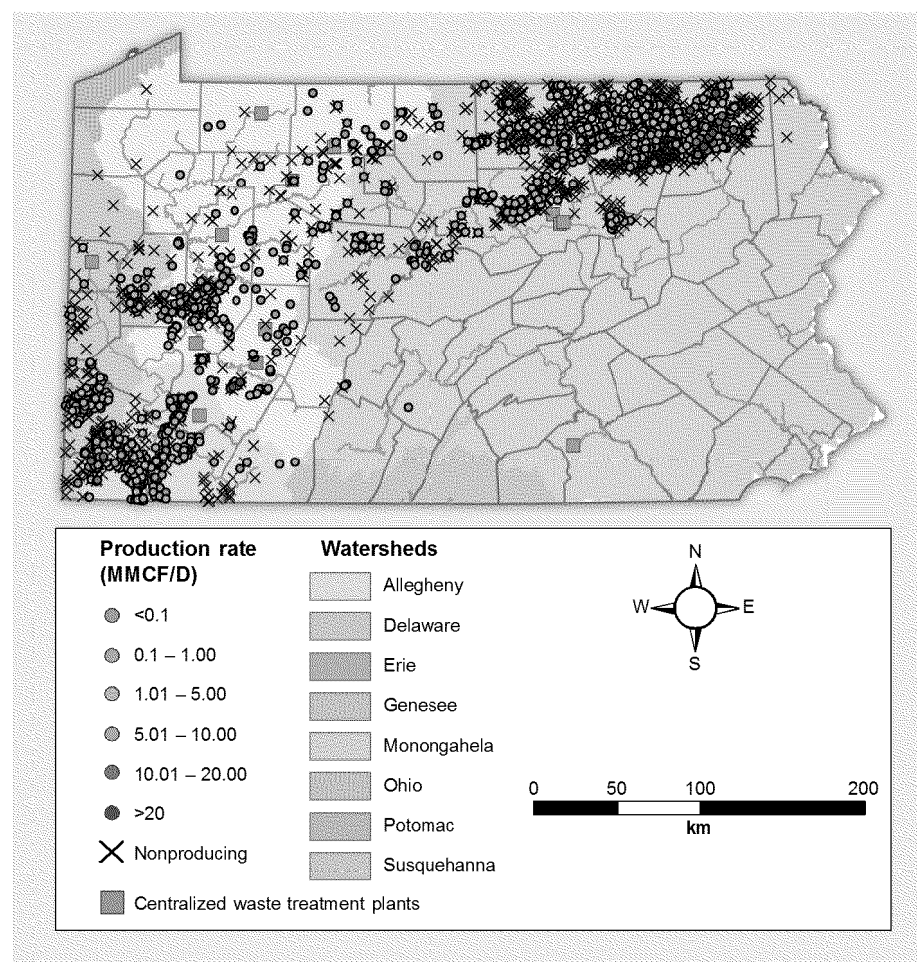 Production rate
(MMCF/D)
<0.1
0.1 – 1.00
1.01 – 5.00
5.01 – 10.00
10.01 – 20.00
>20
Nonproducing
Centralized waste treatment plants
Watersheds
Allegheny
Delaware
Erie
Genesee
Monongahela
Ohio
Potomac
Susquehanna
N
W E
S
0 50 100 200
km